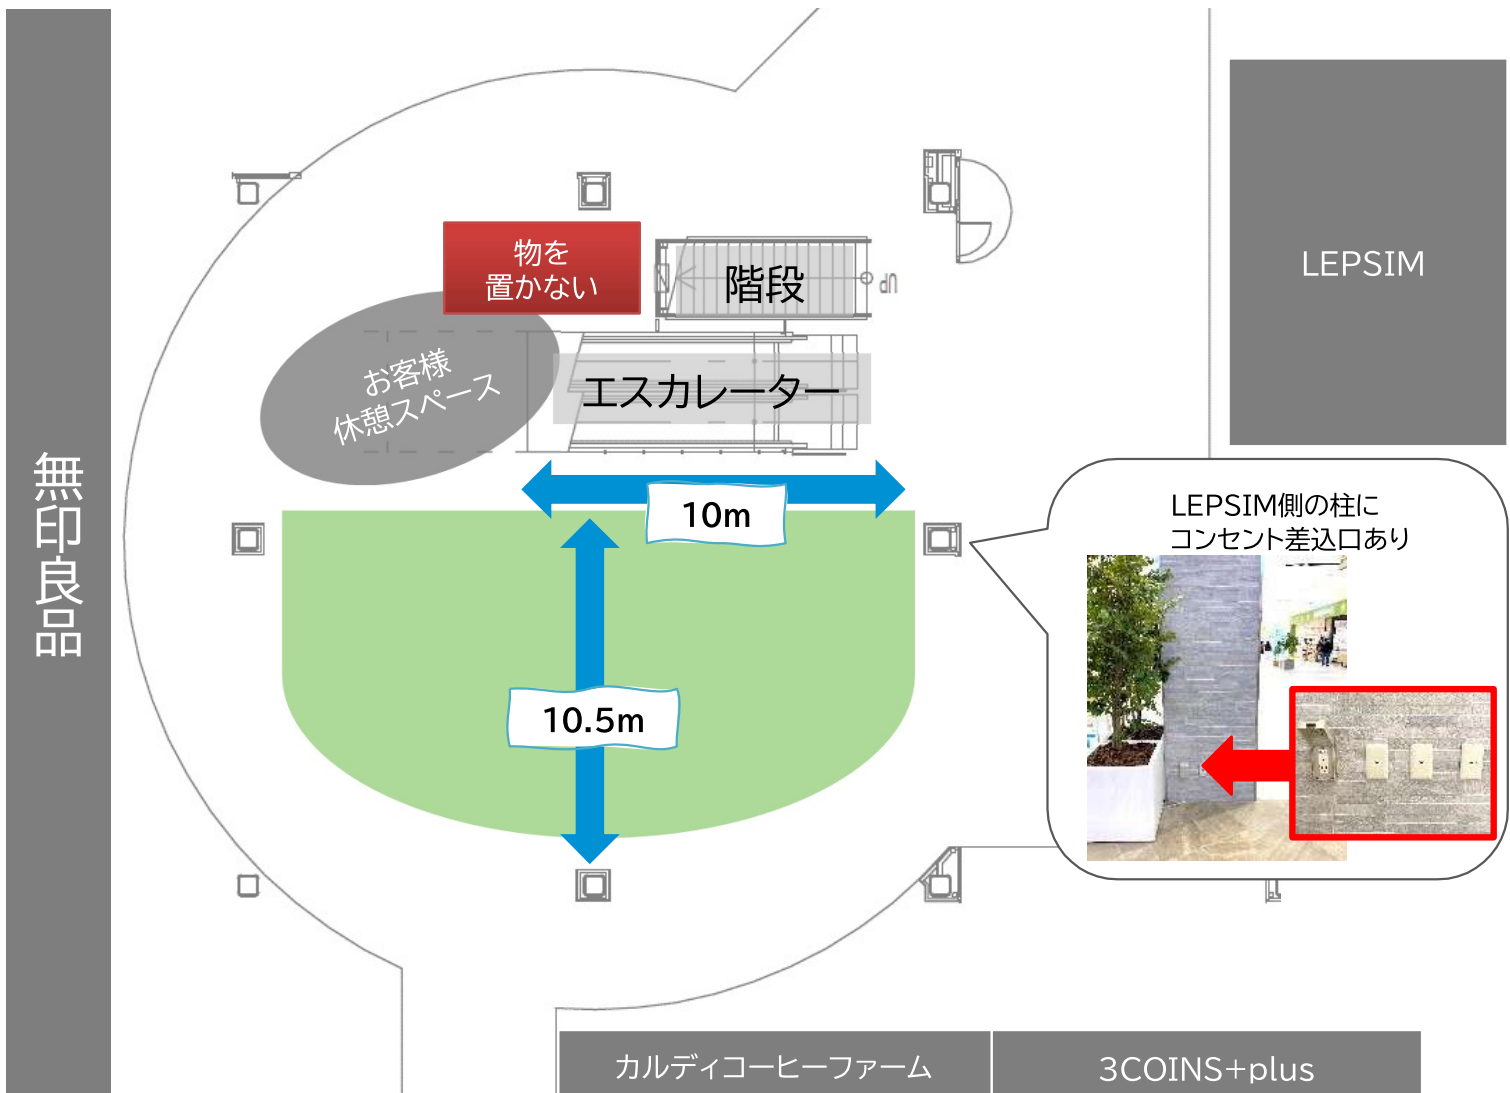 物を
置かない
階段
up
LEPSIM
お客様
休憩スペース
エスカレーター
無印良品
10m
10.5m
LEPSIM側の柱に
コンセント差込口あり
カルディコーヒーファーム
3COINS+plus